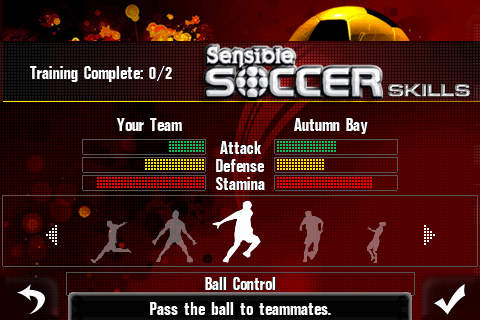 Sensible
SOCCER SKILLS
Training Complete: 0/2
Your Team Autumn Bay
Attack
Defense
Stamina
Ball Control
Pass the ball to teammates.